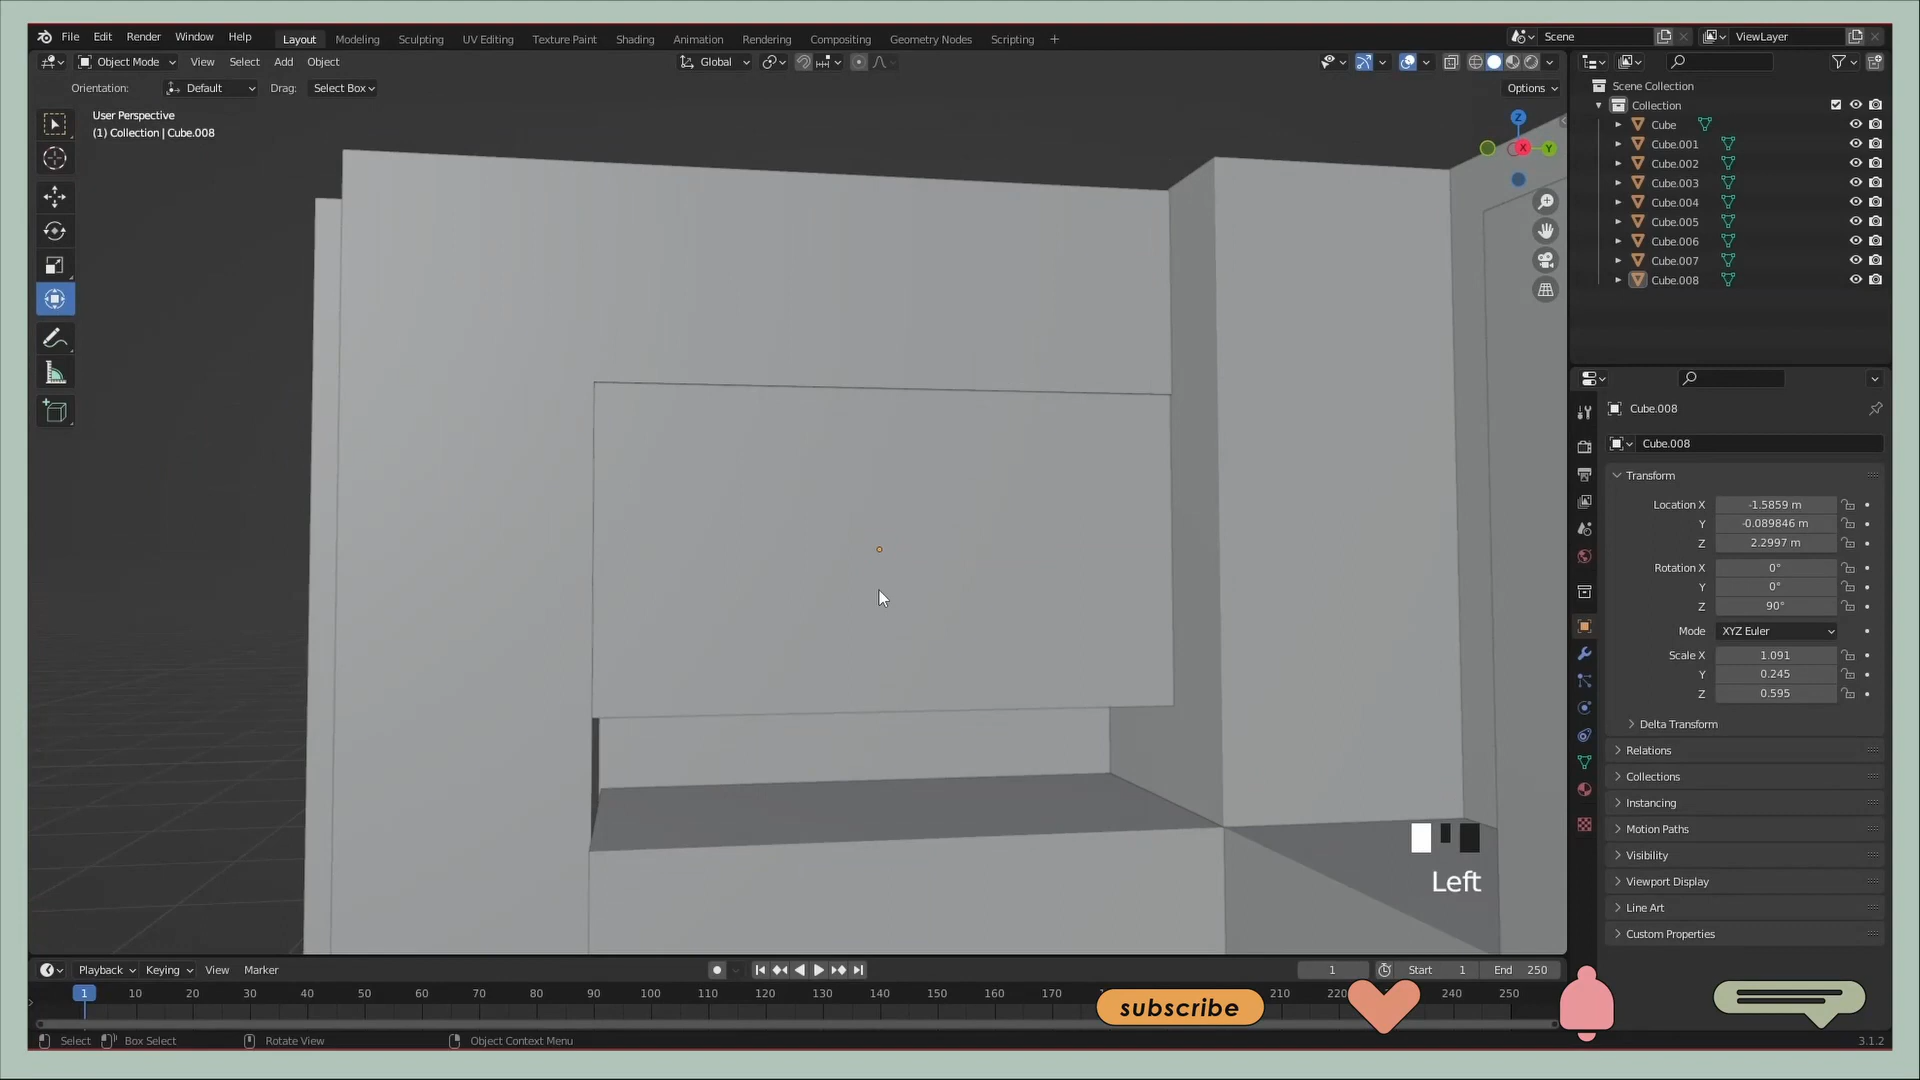 File Edit Render Window Help Layout Modeling Sculpting UV Editing Texture Paint Shading Animation Rendering Compositing Geometry Nodes Scripting + Scene ViewLayer
Object Mode View Select Add Object Global
Orientation: Default Drag: Select Box Options
User Perspective
(1) Collection | Cube.008
Z
X
Y
Scene Collection
Collection
Cube
Cube.001
Cube.002
Cube.003
Cube.004
Cube.005
Cube.006
Cube.007
Cube.008
Cube.008
Cube.008
Transform
Location X -1.5859 m
Y -0.089846 m
Z 2.2997 m
Rotation X 0°
Y 0°
Z 90°
Mode XYZ Euler
Scale X 1.091
Y 0.245
Z 0.595
Delta Transform
Relations
Collections
Instancing
Motion Paths
Visibility
Viewport Display
Line Art
Custom Properties
Left
Playback Keying View Marker 1 Start 1 End 250
1 10 20 30 40 50 60 70 80 90 100 110 120 130 140 150 160 170 210 220 240 250
subscribe
Select Box Select Rotate View Object Context Menu 3.1.2